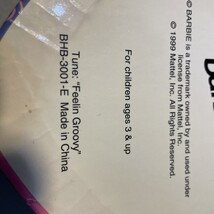 © BARBIE is a trademark owned by and used under
license from Mattel, Inc.
© 1999 Mattel, Inc. All Rights Reserved.
For children ages 3 & up
Tune: "Feelin Groovy"
BHB-3001-E Made in China